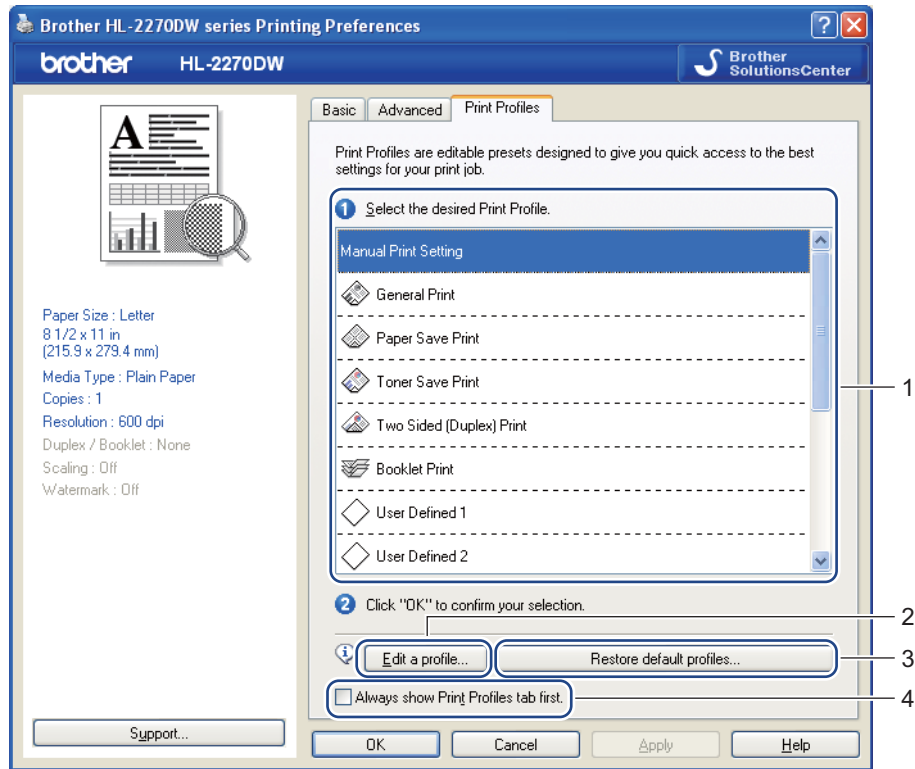 Brother HL-2270DW series Printing Preferences
brother HL-2270DW
Brother
SolutionsCenter
A
Paper Size : Letter
8 1/2 x 11 in
(215.9 x 279.4 mm)
Media Type : Plain Paper
Copies : 1
Resolution : 600 dpi
Duplex / Booklet : None
Scaling : Off
Watermark : Off
Support...
Basic Advanced Print Profiles
Print Profiles are editable presets designed to give you quick access to the best
settings for your print job.
1 Select the desired Print Profile.
Manual Print Setting
General Print
Paper Save Print
Toner Save Print
Two Sided (Duplex) Print
Booklet Print
User Defined 1
User Defined 2
2 Click "OK" to confirm your selection.
Edit a profile... Restore default profiles...
Always show Print Profiles tab first.
OK Cancel Apply Help
1
2
3
4